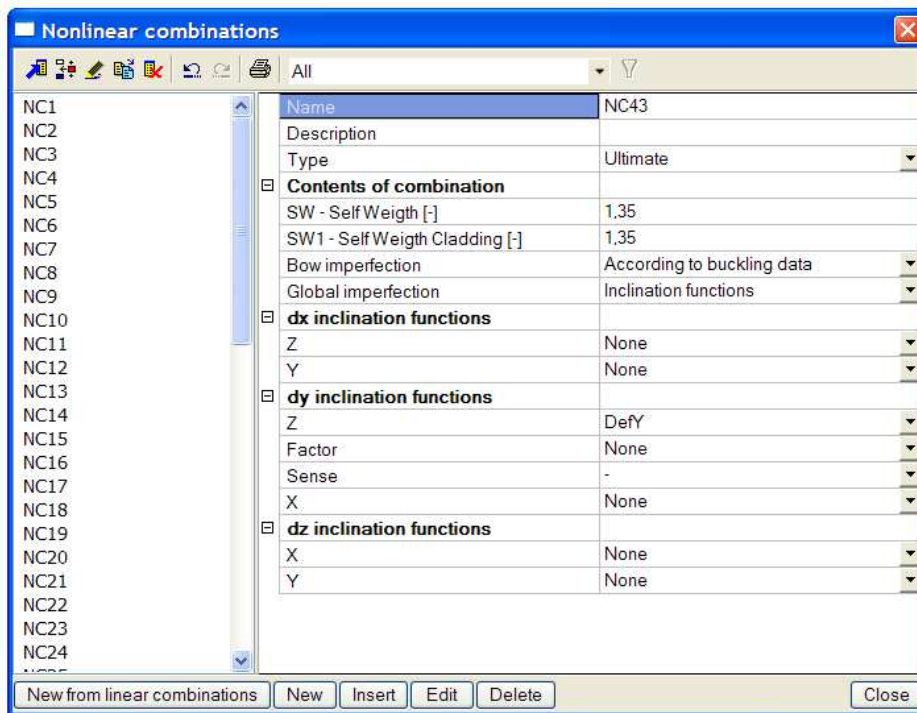 Nonlinear combinations
All
NC1
NC2
NC3
NC4
NC5
NC6
NC7
NC8
NC9
NC10
NC11
NC12
NC13
NC14
NC15
NC16
NC17
NC18
NC19
NC20
NC21
NC22
NC23
NC24
Name NC43
Description
Type Ultimate
Contents of combination
SW - Self Weigth [-] 1,35
SW1 - Self Weigth Cladding [-] 1,35
Bow imperfection According to buckling data
Global imperfection Inclination functions
dx inclination functions
Z None
Y None
dy inclination functions
Z DefY
Factor None
Sense -
X None
dz inclination functions
X None
Y None
New from linear combinations New Insert Edit Delete Close